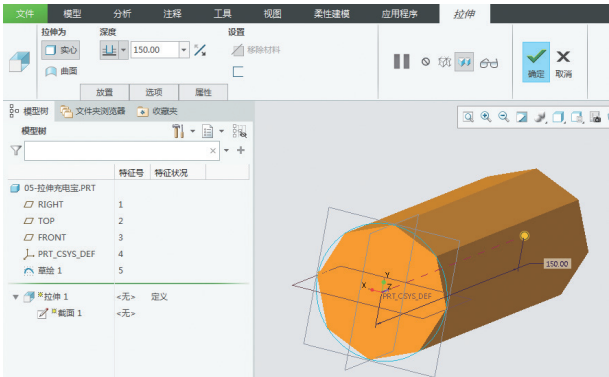 文件 模型 分析 注释 工具 视图 柔性建模 应用程序 拉伸
拉伸为 深度 设置
实心 150.00 移除材料
曲面
确定 取消
放置 选项 属性
模型树 文件夹浏览器 收藏夹
模型树
特征号 特征状况
05-拉伸充电宝.PRT
RIGHT 1
TOP 2
FRONT 3
PRT_CSYS_DEF 4
草绘 1 5
※拉伸 1 <无> 定义
截面 1 <无>
150.00
X Y Z
PRT_CSYS_DEF